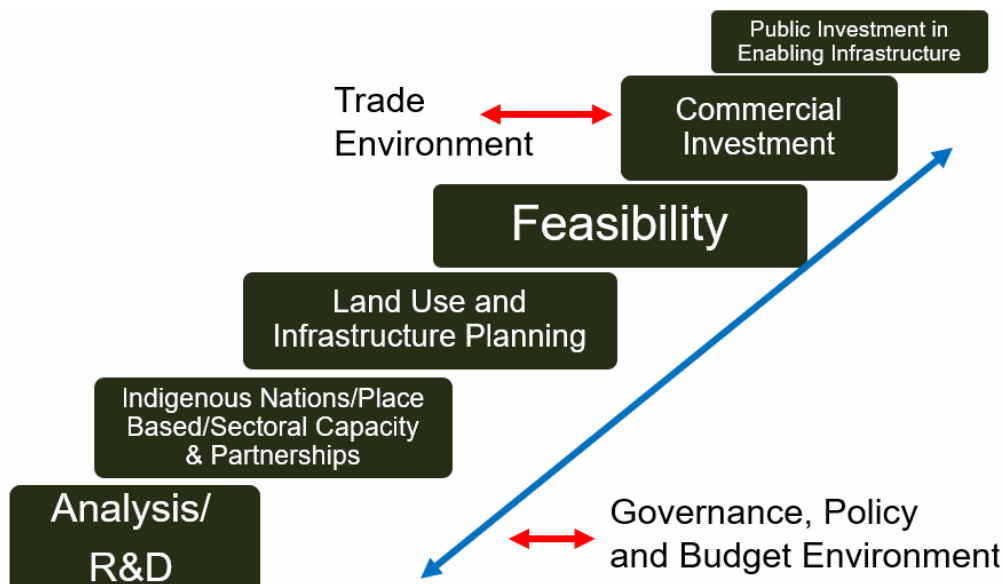 Public Investment in
Enabling Infrastructure
Trade
Environment
Commercial
Investment
Feasibility
Land Use and
Infrastructure Planning
Indigenous Nations/Place
Based/Sectoral Capacity
& Partnerships
Analysis/
R&D
Governance, Policy
and Budget Environment